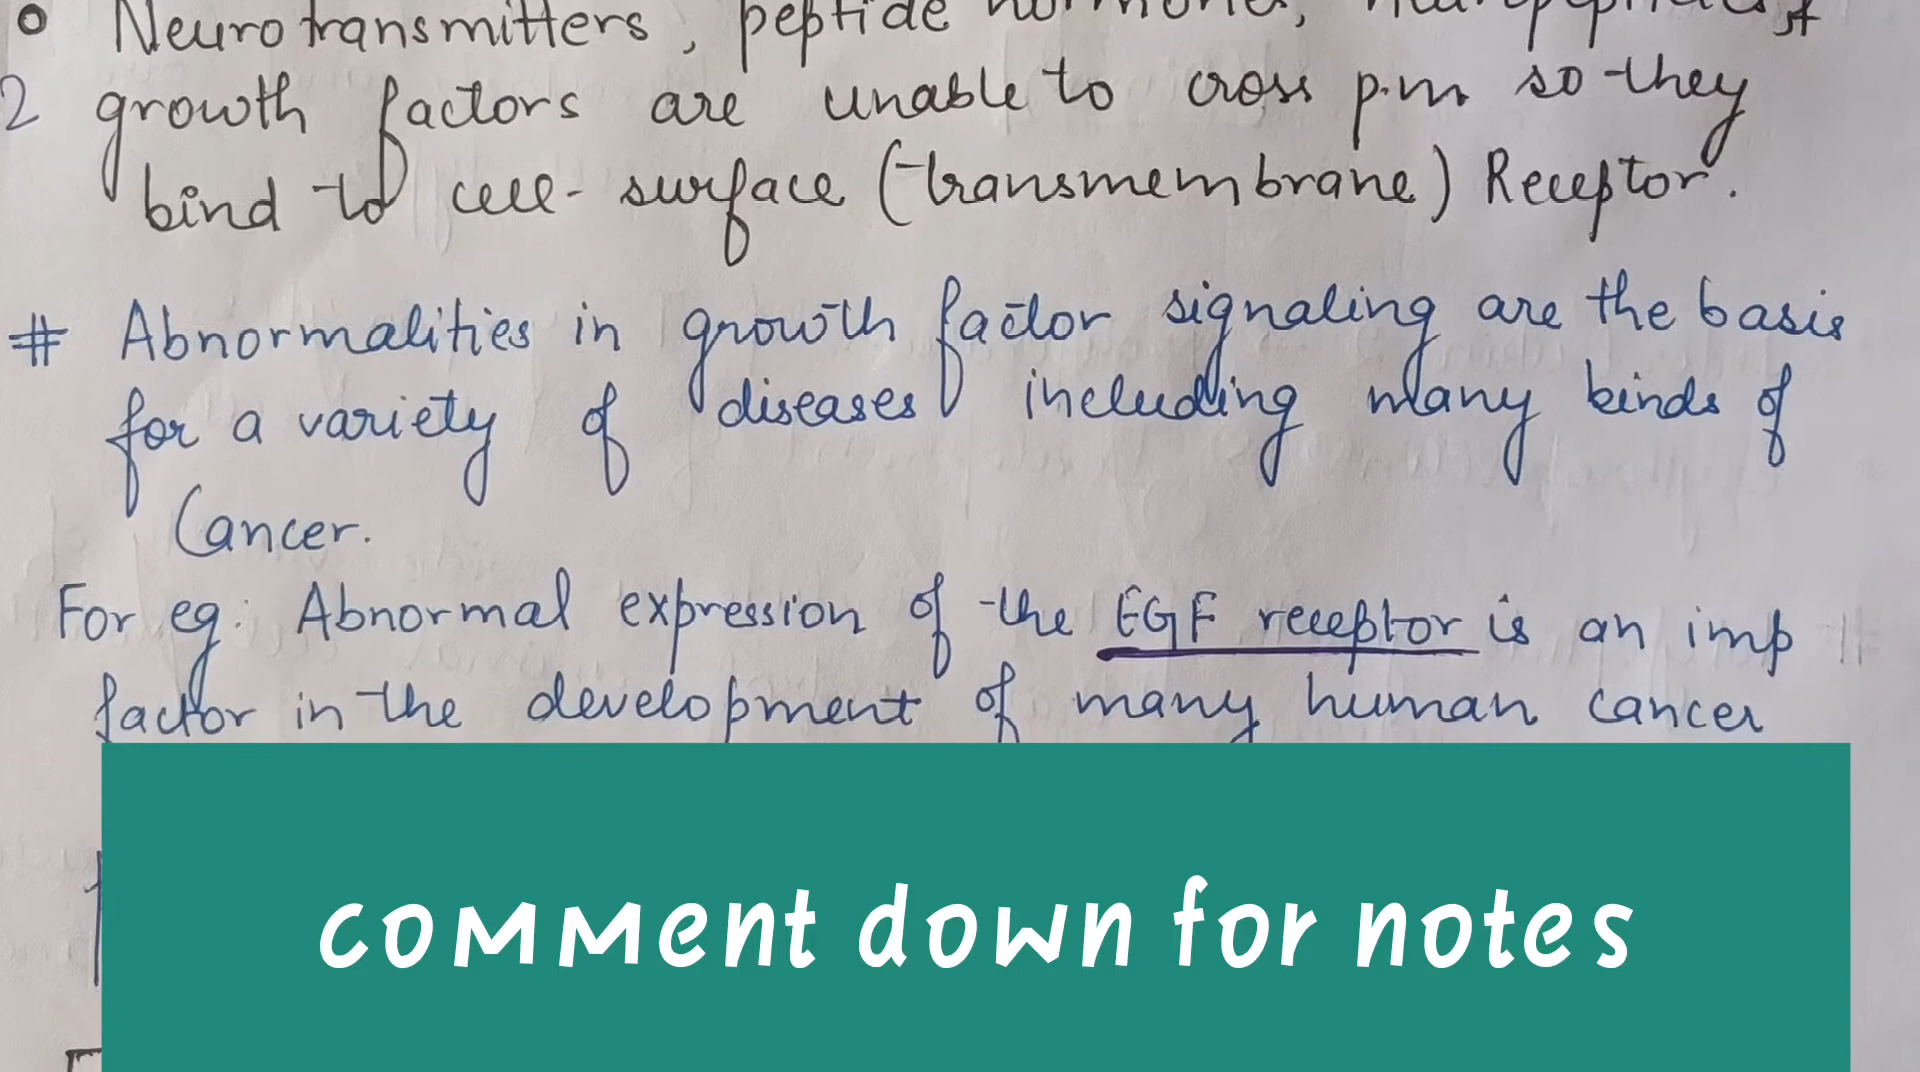 Neurotransmitters, peptide hormones, neuropeptides &
2 growth factors are unable to cross p.m so they
bind to cell-surface (transmembrane) Receptor.
# Abnormalities in growth factor signaling are the basis
for a variety of diseases including many kinds of
Cancer.
For eg: Abnormal expression of the EGF receptor is an imp
factor in the development of many human cancer
comment down for notes